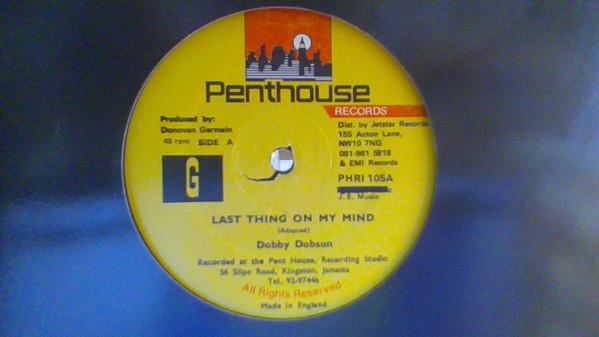 Penthouse
RECORDS
Produced by:
Donovan Germain
45 rpm SIDE A
Dist. by Jetstar Records
155 Acton Lane,
NW10 7NG
081-961 5818
& EMI Records
G
PHRI 105A
J. S. Music
LAST THING ON MY MIND
(Adapted)
Dobby Dobson
Recorded at the Pent House, Recording Studio
56 Slipe Road, Kingston, Jamaica
Tel. 92-97446
All Rights Reserved
Made in England